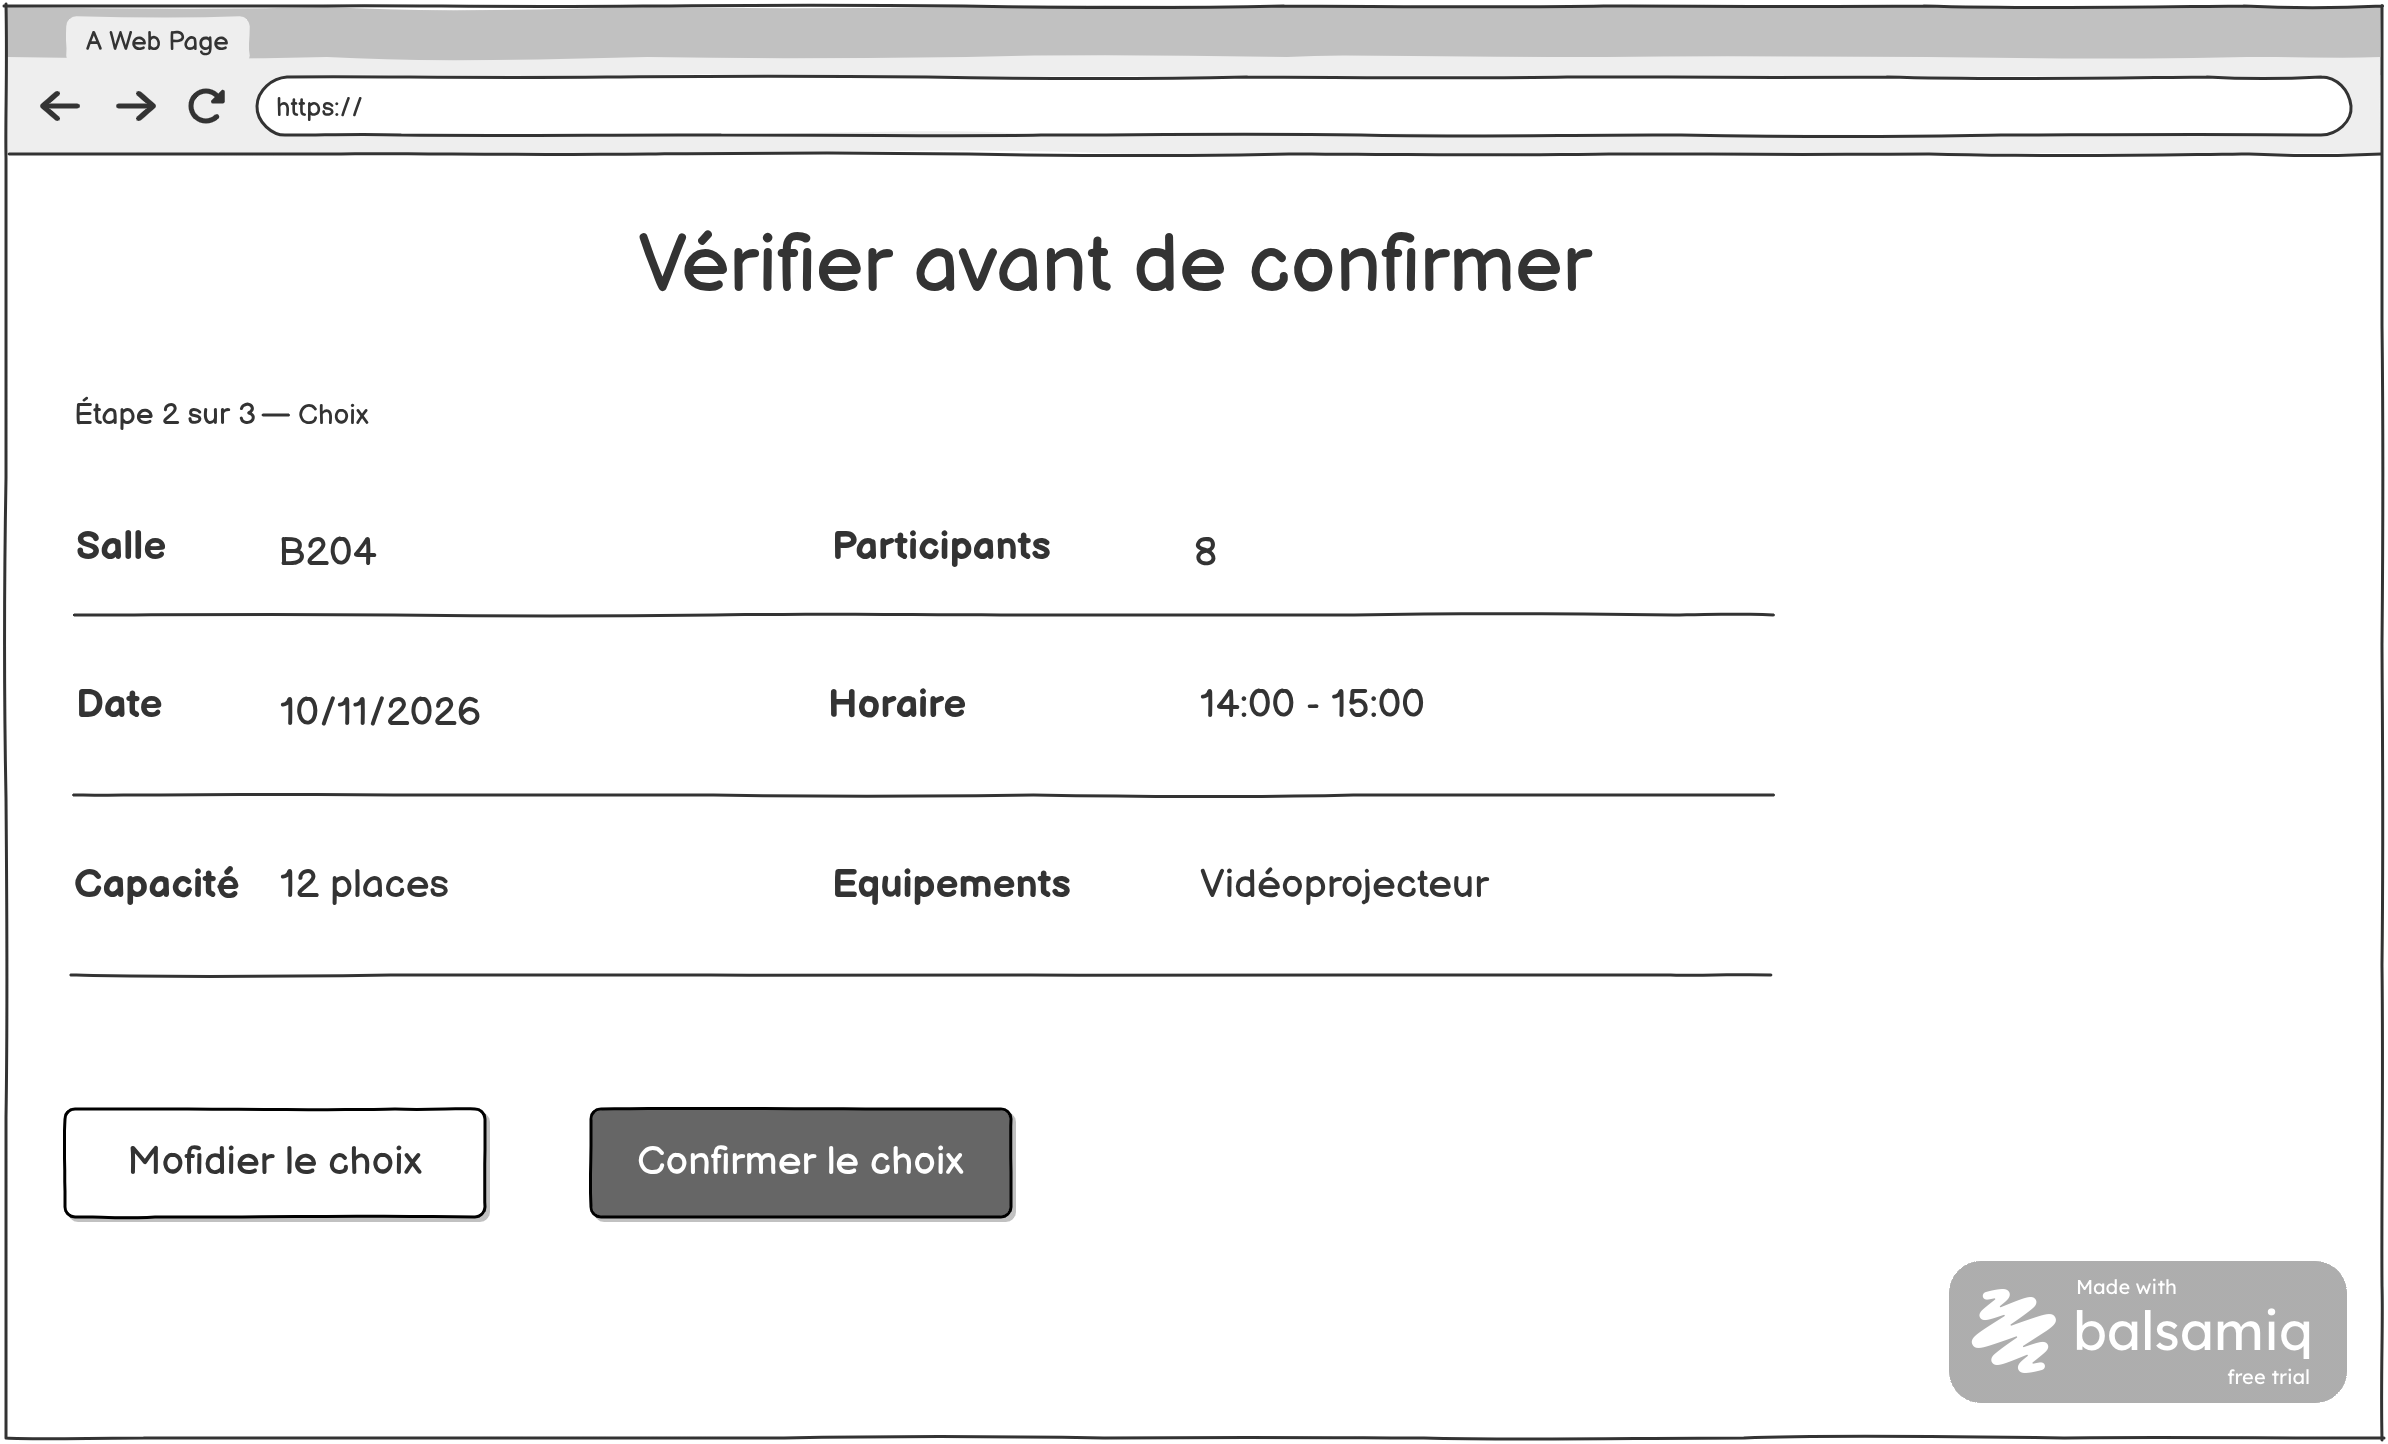 A Web Page
https://
Vérifier avant de confirmer
Étape 2 sur 3 — Choix
Salle B204 Participants 8
Date 10/11/2026 Horaire 14:00 - 15:00
Capacité 12 places Equipements Vidéoprojecteur
Mofidier le choix Confirmer le choix
Made with
balsamiq
free trial